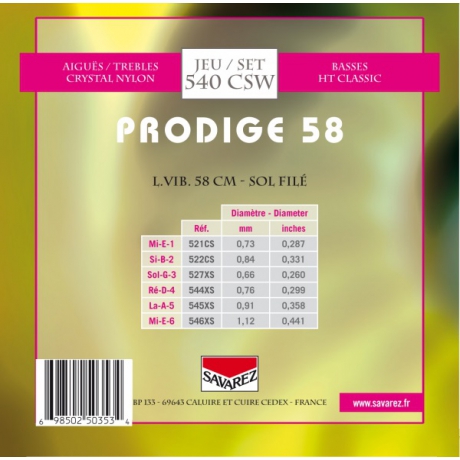 AIGUËS / TREBLES
CRYSTAL NYLON
JEU / SET
540 CSW
BASSES
HT CLASSIC
PRODIGE 58
L.VIB. 58 CM - SOL FILÉ
Diamètre - Diameter
Réf. mm inches
Mi-E-1 521CS 0,73 0,287
Si-B-2 522CS 0,84 0,331
Sol-G-3 527XS 0,66 0,260
Ré-D-4 544XS 0,76 0,299
La-A-5 545XS 0,91 0,358
Mi-E-6 546XS 1,12 0,441
SAVAREZ
BP 133 - 69643 CALUIRE ET CUIRE CEDEX - FRANCE
www.savarez.fr
6 98502 50353 4